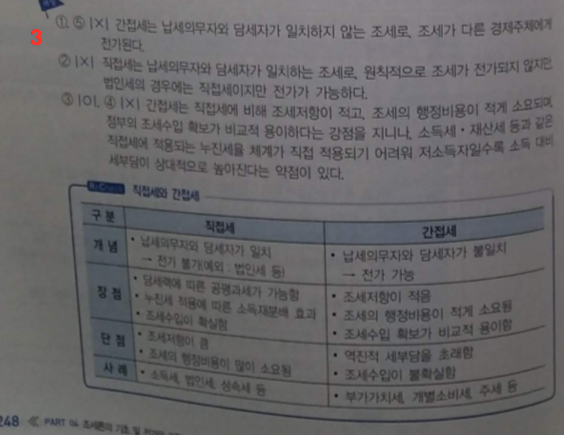 3
①, ⑤ |×| 간접세는 납세의무자와 담세자가 일치하지 않는 조세로, 조세가 다른 경제주체에게
전가된다.
② |×| 직접세는 납세의무자와 담세자가 일치하는 조세로, 원칙적으로 조세가 전가되지 않지만
법인세의 경우에는 직접세이지만 전가가 가능하다.
③ |O|, ④ |×| 간접세는 직접세에 비해 조세저항이 적고, 조세의 행정비용이 적게 소요되며,
정부의 조세수입 확보가 비교적 용이하다는 강점을 지니나, 소득세·재산세 등과 같은
직접세에 적용되는 누진세율 체계가 직접 적용되기 어려워 저소득자일수록 소득 대비
세부담이 상대적으로 높아진다는 약점이 있다.
직접세와 간접세
구분 직접세 간접세
개념 • 납세의무자와 담세자가 일치 • 납세의무자와 담세자가 불일치
→ 전가 불가(예외 : 법인세 등) → 전가 가능
장점 • 담세력에 따른 공평과세가 가능함 • 조세저항이 적음
• 누진세 적용에 따른 소득재분배 효과 • 조세의 행정비용이 적게 소요됨
• 조세수입이 확실함 • 조세수입 확보가 비교적 용이함
단점 • 조세저항이 큼 • 역진적 세부담을 초래함
• 조세의 행정비용이 많이 소요됨 • 조세수입이 불확실함
사례 • 소득세, 법인세, 상속세 등 • 부가가치세, 개별소비세, 주세 등
248 ≪ PART 04 조세론의 기초 및